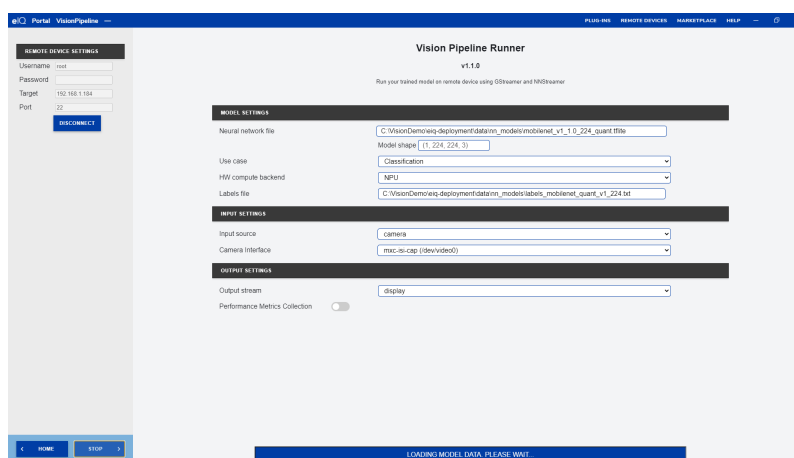 eIQ Portal VisionPipeline —
PLUG-INS REMOTE DEVICES MARKETPLACE HELP
REMOTE DEVICE SETTINGS
Username root
Password
Target 192.168.1.184
Port 22
DISCONNECT
Vision Pipeline Runner
v1.1.0
Run your trained model on remote device using GStreamer and NNStreamer
MODEL SETTINGS
Neural network file C:\VisionDemo\eiq-deployment\data\nn_models\mobilenet_v1_1.0_224_quant.tflite
Model shape (1, 224, 224, 3)
Use case Classification
HW compute backend NPU
Labels file C:\VisionDemo\eiq-deployment\data\nn_models\labels_mobilenet_quant_v1_224.txt
INPUT SETTINGS
Input source camera
Camera Interface mxc-isi-cap (/dev/video0)
OUTPUT SETTINGS
Output stream display
Performance Metrics Collection
HOME STOP
LOADING MODEL DATA. PLEASE WAIT...